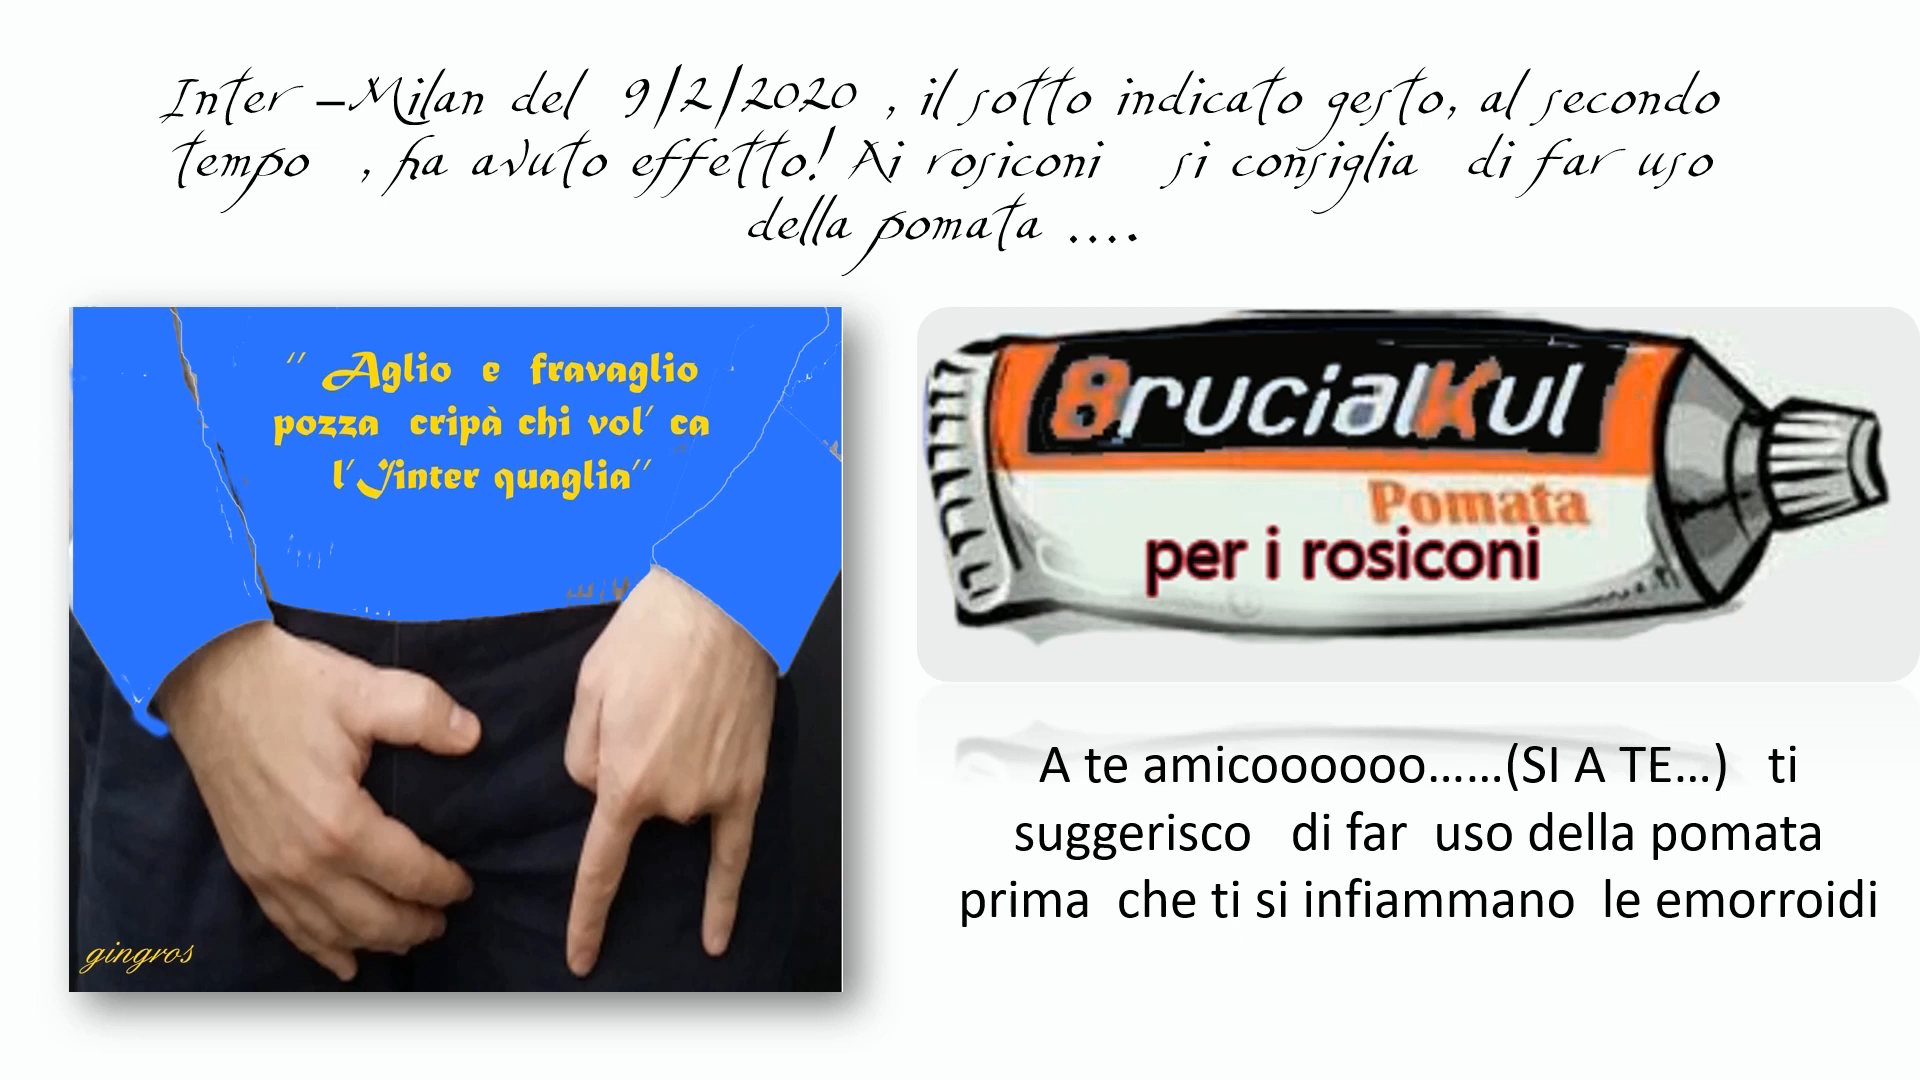 Inter –Milan del 9/2/2020 , il sotto indicato gesto, al secondo
tempo , ha avuto effetto! Ai rosiconi si consiglia di far uso
della pomata ....
“ Aglio e fravaglio
pozza cripà chi vol’ ca
l’Iinter quaglia”
gingros
BrucialKul
Pomata
per i rosiconi
A te amicoooooo……(SI A TE…) ti
suggerisco di far uso della pomata
prima che ti si infiammano le emorroidi